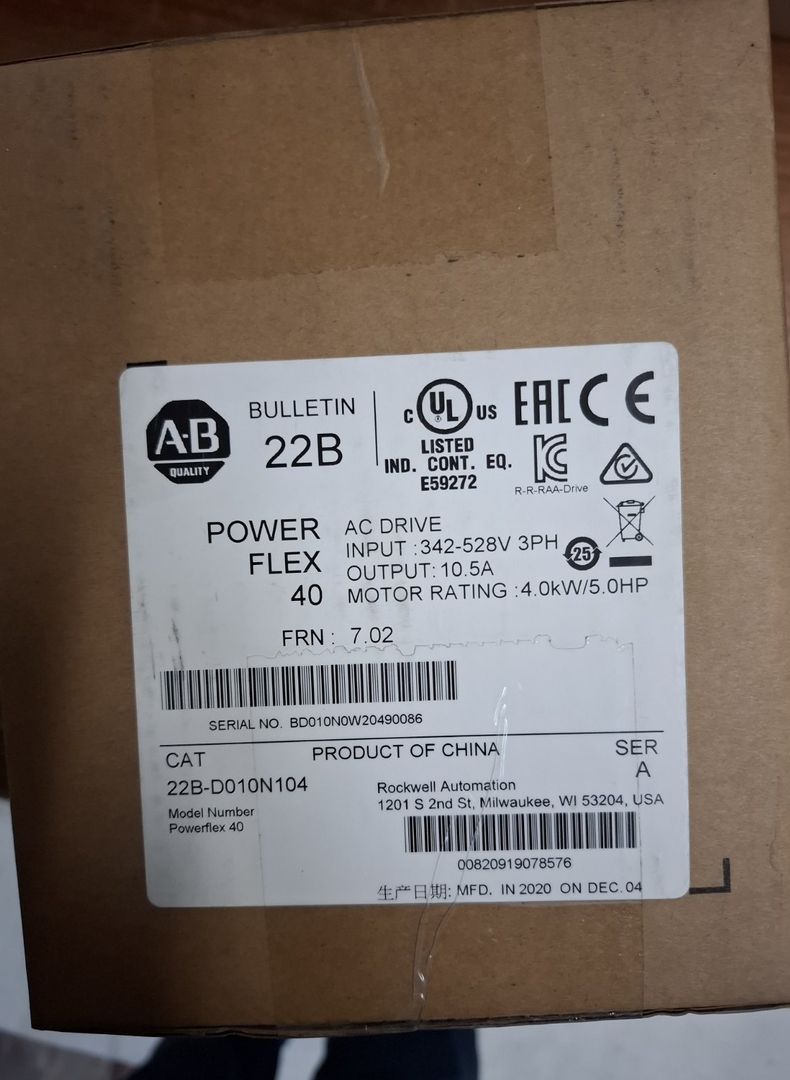 A-B
QUALITY
BULLETIN
22B
C UL US
LISTED
IND. CONT. EQ.
E59272
EAC CE
R-R-RAA-Drive
POWER
FLEX
40
AC DRIVE
INPUT :342-528V 3PH
OUTPUT: 10.5A
MOTOR RATING :4.0kW/5.0HP
25
FRN : 7.02
SERIAL NO. BD010N0W20490086
CAT
22B-D010N104
Model Number
Powerflex 40
PRODUCT OF CHINA
SER
A
Rockwell Automation
1201 S 2nd St, Milwaukee, WI 53204, USA
00820919078576
生产日期: MFD. IN 2020 ON DEC. 04